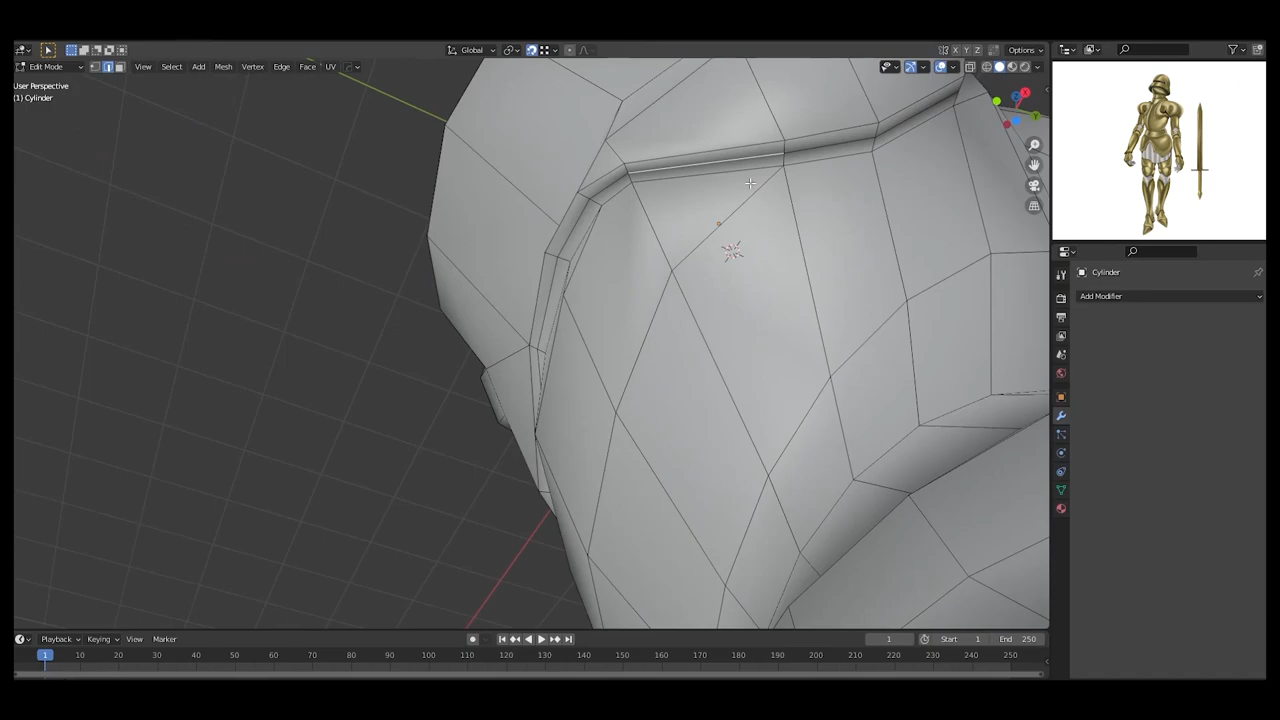 Global
X Y Z
Options
Edit Mode
View Select Add Mesh Vertex Edge Face UV
User Perspective
(1) Cylinder
Cylinder
Add Modifier
Playback Keying View Marker
1
Start 1
End 250
1 10 20 30 40 50 60 70 80 90 100 110 120 130 140 150 160 170 180 190 200 210 220 230 240 250